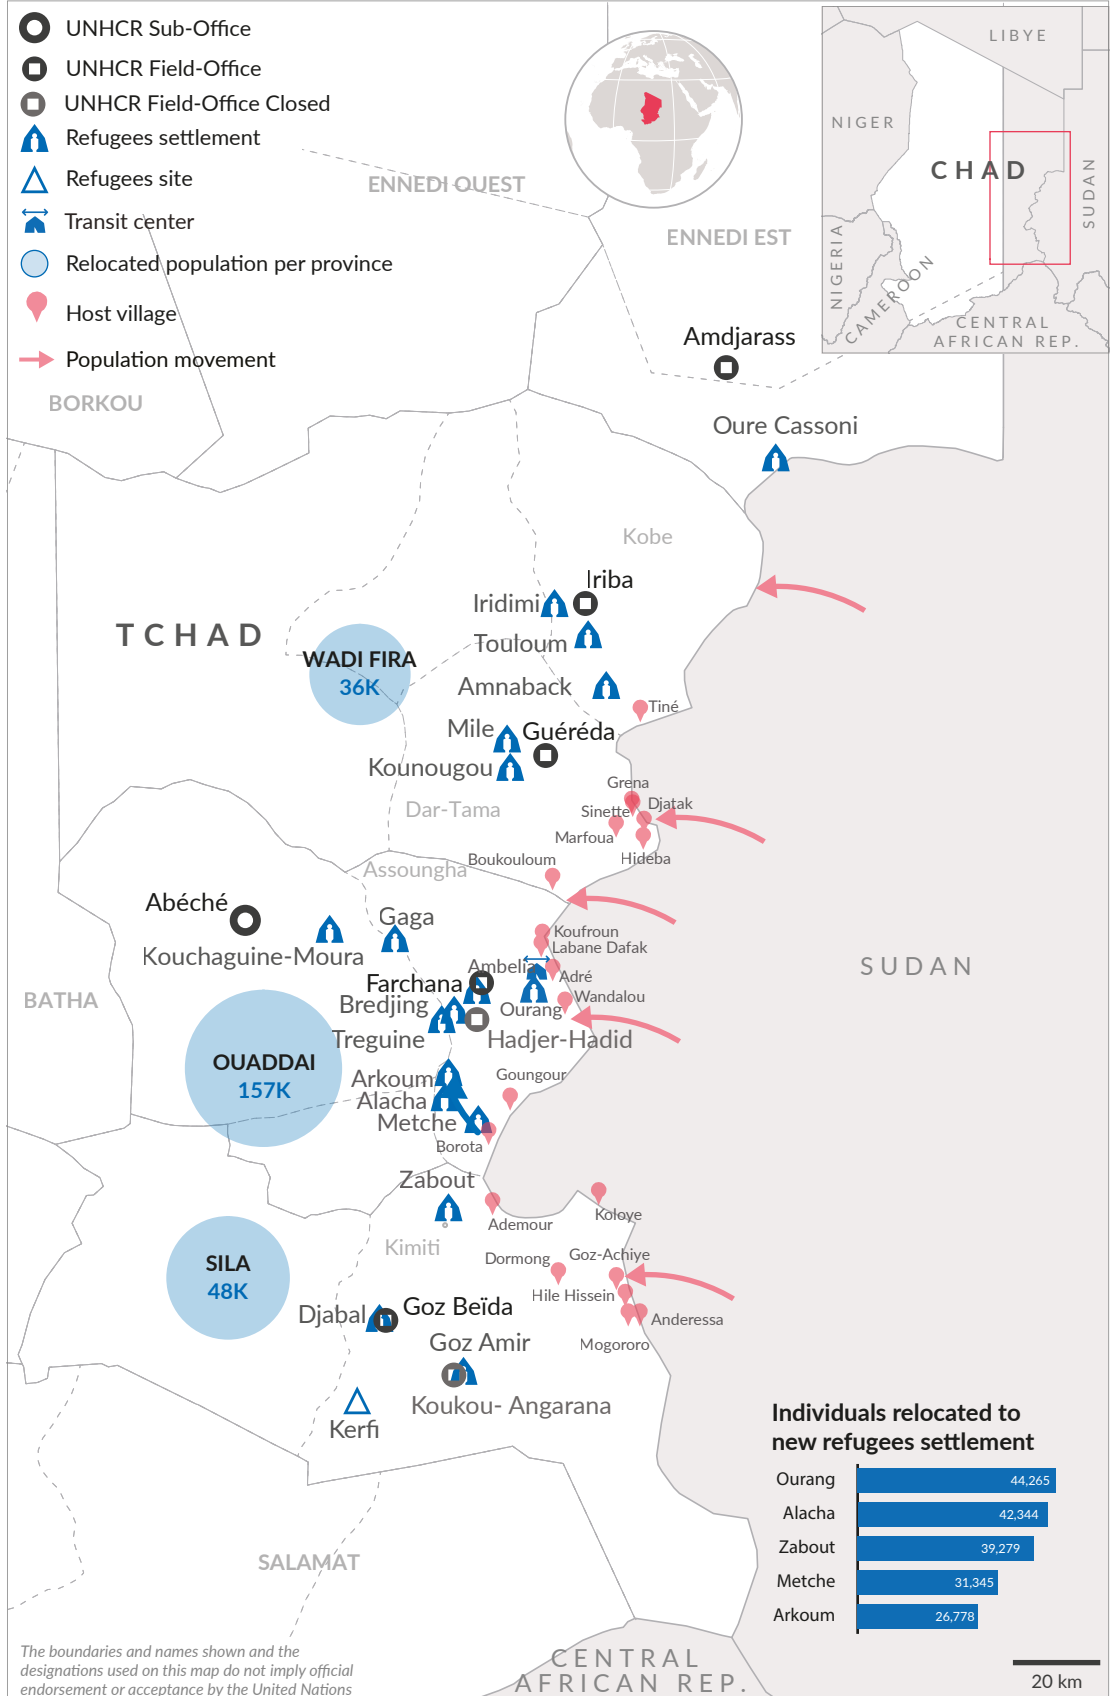 UNHCR Sub-Office
UNHCR Field-Office
UNHCR Field-Office Closed
Refugees settlement
Refugees site
Transit center
Relocated population per province
Host village
Population movement
LIBYE
NIGER
CHAD
SUDAN
NIGERIA
CAMEROON
CENTRAL
AFRICAN REP.
ENNEDI OUEST
ENNEDI EST
BORKOU
Amdjarass
Oure Cassoni
Kobe
Iriba
Iridimi
TCHAD
Touloum
WADI FIRA
36K
Amnaback
Tiné
Mile
Guéréda
Kounougou
Grena
Djatak
Sinette
Dar-Tama
Marfoua
Hideba
Boukouloum
Assoungha
Abéché
Gaga
Koufroun
Labane Dafak
Kouchaguine-Moura
Ambelia
Adré
SUDAN
Farchana
Wandalou
BATHA
Bredjing
Ourang
Treguine
Hadjer-Hadid
OUADDAI
157K
Goungour
Arkoum
Alacha
Metche
Borota
Zabout
Ademour
Koloye
Kimiti
Dormong
Goz-Achiye
SILA
48K
Hile Hissein
Djabal
Goz Beïda
Anderessa
Goz Amir
Mogororo
Koukou- Angarana
Kerfi
Individuals relocated to
new refugees settlement
Ourang 44,265
Alacha 42,344
Zabout 39,279
Metche 31,345
Arkoum 26,778
SALAMAT
The boundaries and names shown and the
designations used on this map do not imply official
endorsement or acceptance by the United Nations
CENTRAL
AFRICAN REP.
20 km